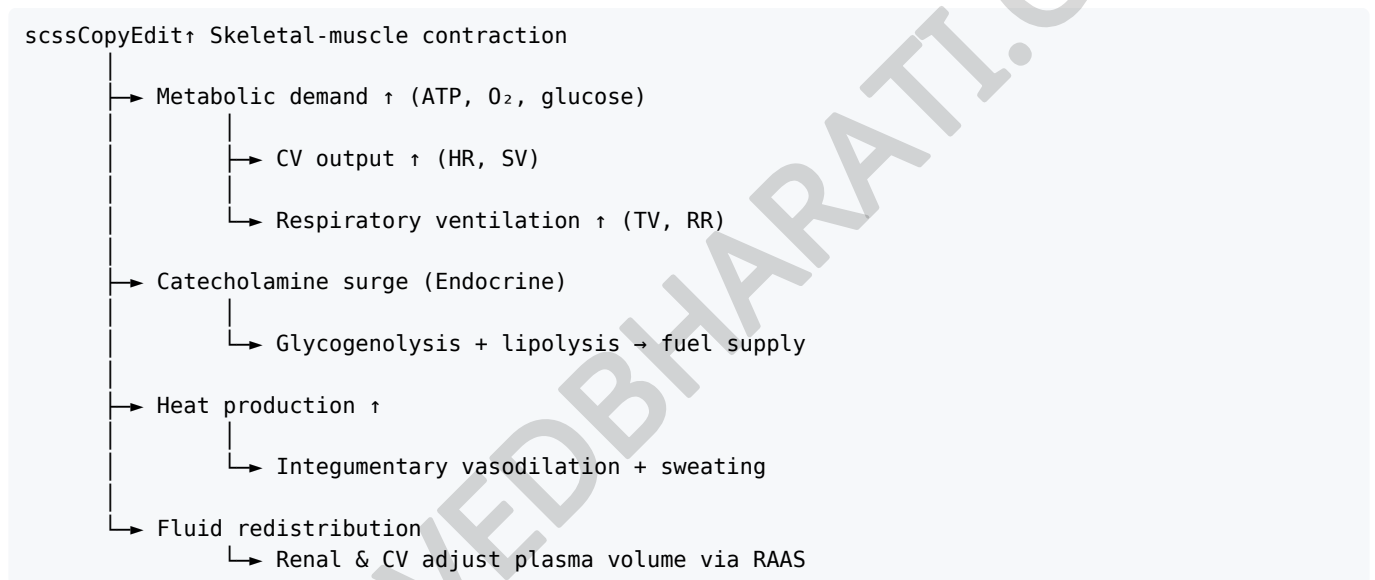 scssCopyEdit↑ Skeletal-muscle contraction
Metabolic demand ↑ (ATP, O₂, glucose)
CV output ↑ (HR, SV)
Respiratory ventilation ↑ (TV, RR)
Catecholamine surge (Endocrine)
Glycogenolysis + lipolysis → fuel supply
Heat production ↑
Integumentary vasodilation + sweating
Fluid redistribution
Renal & CV adjust plasma volume via RAAS